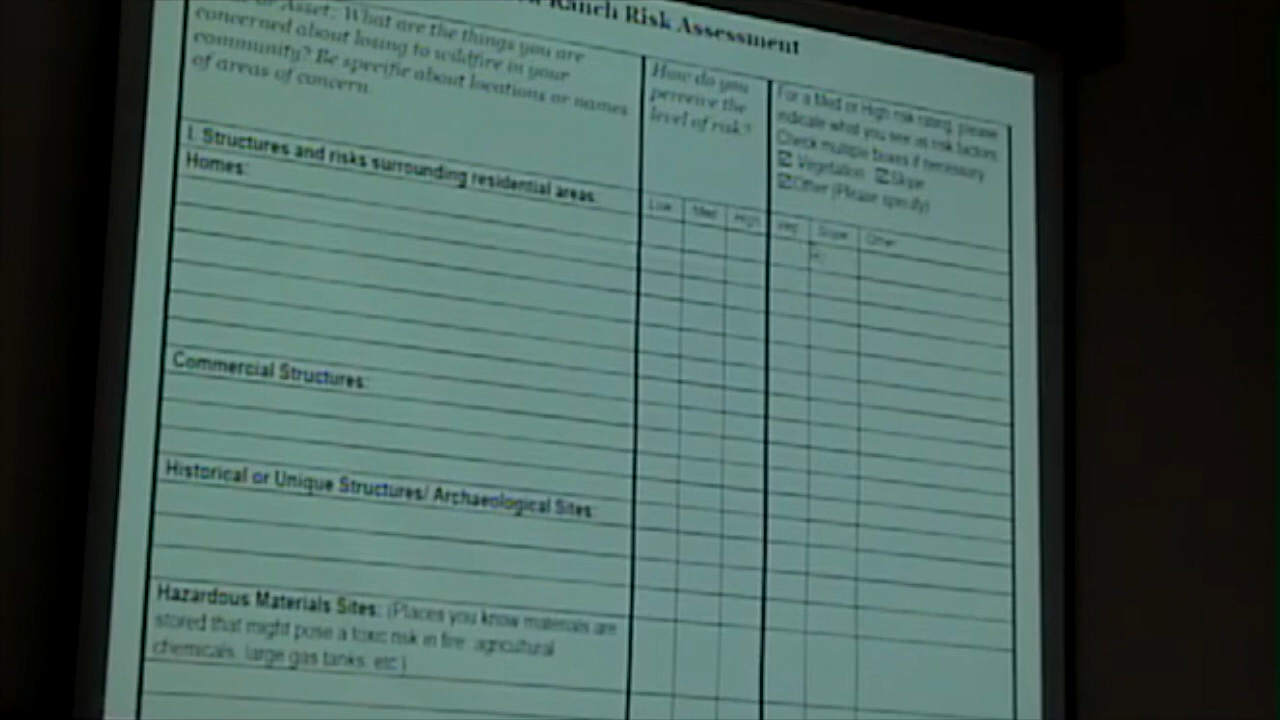 Ranch Risk Assessment
or Asset: What are the things you are
concerned about losing to wildfire in your
community? Be specific about locations or names
of areas of concern.
How do you
perceive the
level of risk?
For a Med or High risk rating, please
indicate what you see as risk factors.
Check multiple boxes if necessary.
☑ Vegetation ☑ Slope
☑ Other (Please specify)
I. Structures and risks surrounding residential areas.
Low Med High Veg Slope Other
Homes:
Commercial Structures:
Historical or Unique Structures/ Archaeological Sites:
Hazardous Materials Sites: (Places you know materials are
stored that might pose a toxic risk in fire: agricultural
chemicals, large gas tanks, etc.)